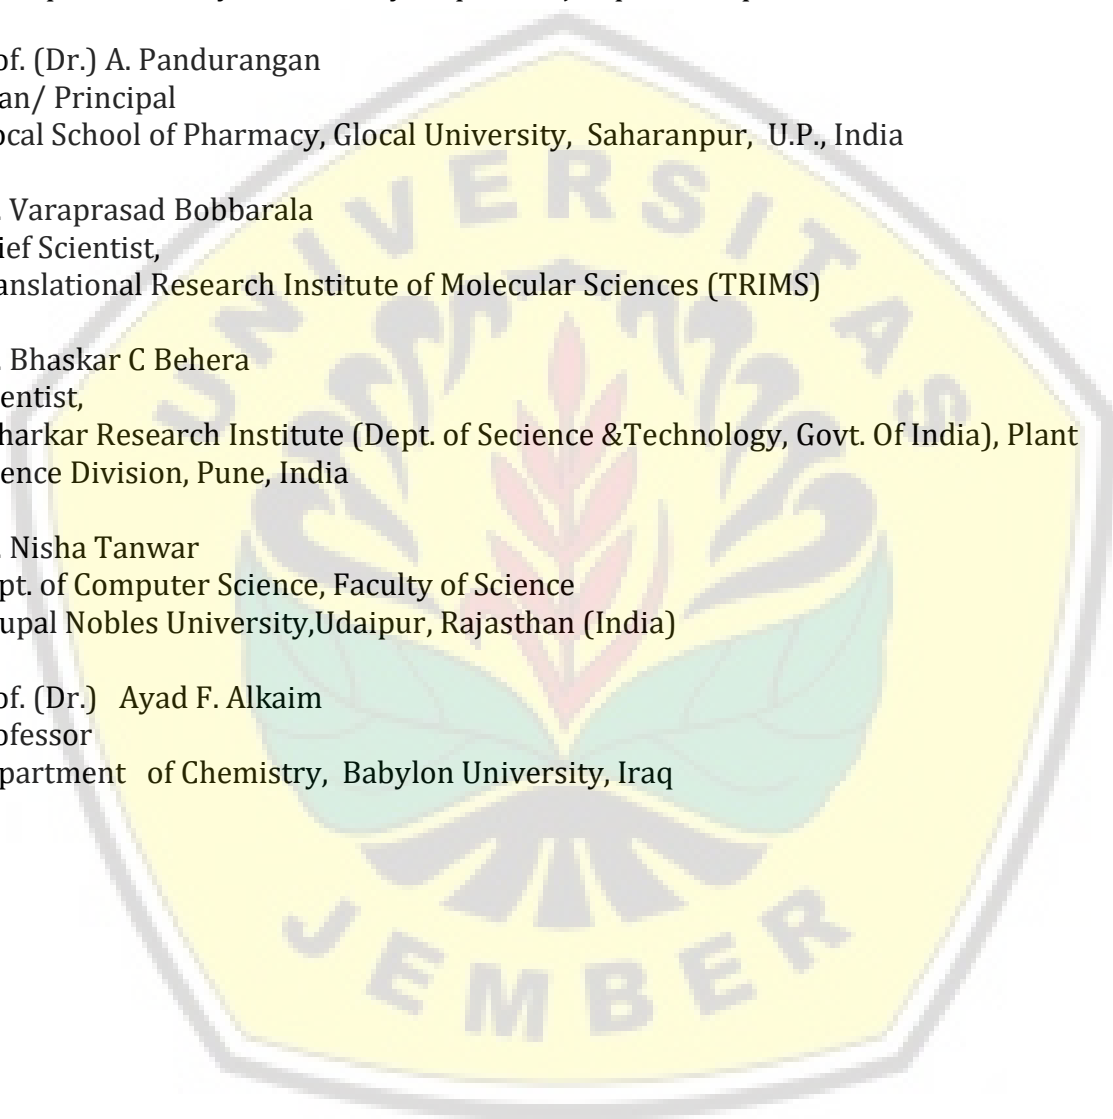 of. (Dr.) A. Pandurangan
an/ Principal
ocal School of Pharmacy, Glocal University, Saharanpur, U.P., India
. Varaprasad Bobbarala
ief Scientist,
anslational Research Institute of Molecular Sciences (TRIMS)
. Bhaskar C Behera
entist,
harkar Research Institute (Dept. of Secience &Technology, Govt. Of India), Plant
ence Division, Pune, India
. Nisha Tanwar
pt. of Computer Science, Faculty of Science
upal Nobles University,Udaipur, Rajasthan (India)
of. (Dr.) Ayad F. Alkaim
ofessor
partment of Chemistry, Babylon University, Iraq
UNIVERSITAS
JEMBER